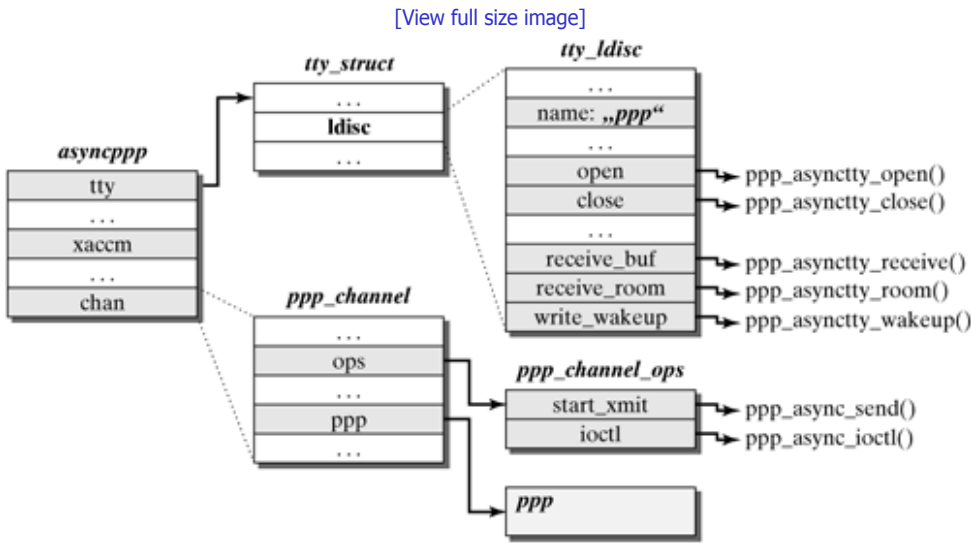 [View full size image]
asyncppp
tty
...
xaccm
...
chan
tty_struct
...
ldisc
...
tty_ldisc
...
name: „ppp“
...
open
close
...
receive_buf
receive_room
write_wakeup
ppp_asynctty_open()
ppp_asynctty_close()
ppp_asynctty_receive()
ppp_asynctty_room()
ppp_asynctty_wakeup()
ppp_channel
...
ops
...
ppp
...
ppp_channel_ops
start_xmit
ioctl
ppp_async_send()
ppp_async_ioctl()
ppp